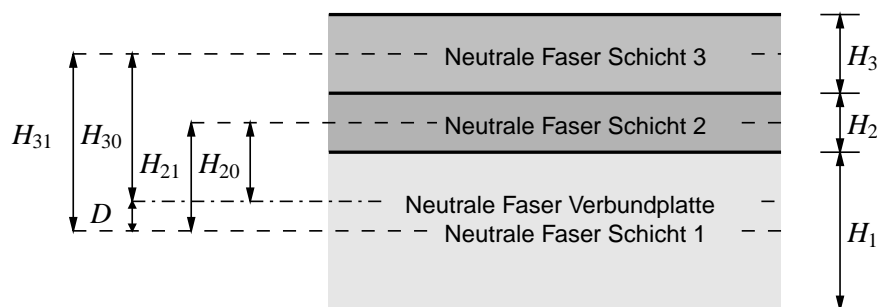 Neutrale Faser Schicht 3
H3
H31
H30
Neutrale Faser Schicht 2
H2
H21
H20
Neutrale Faser Verbundplatte
D
Neutrale Faser Schicht 1
H1